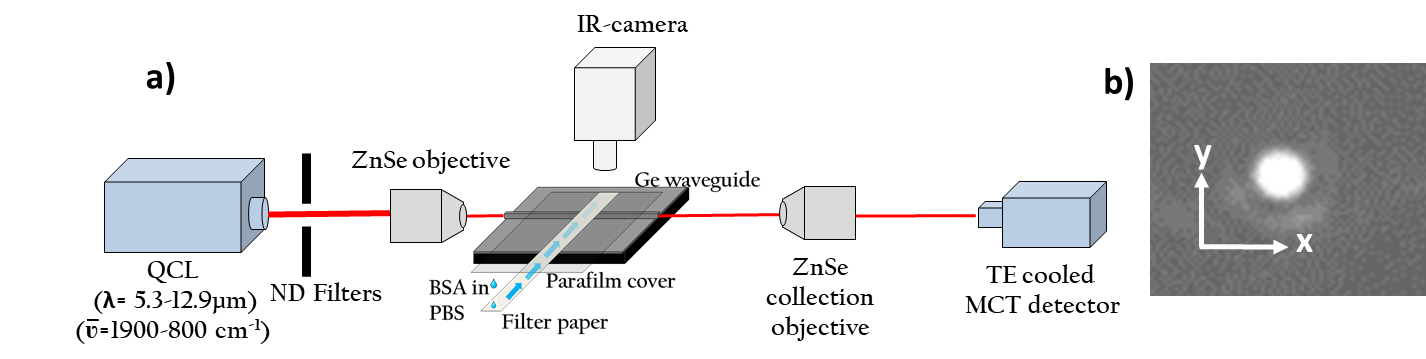 IR-camera
a)
b)
ZnSe objective
Ge waveguide
y
x
QCL
(λ= 5.3-12.9µm)
(ῡ=1900-800 cm⁻¹)
ND Filters
BSA in
PBS
Parafilm cover
Filter paper
ZnSe
collection
objective
TE cooled
MCT detector